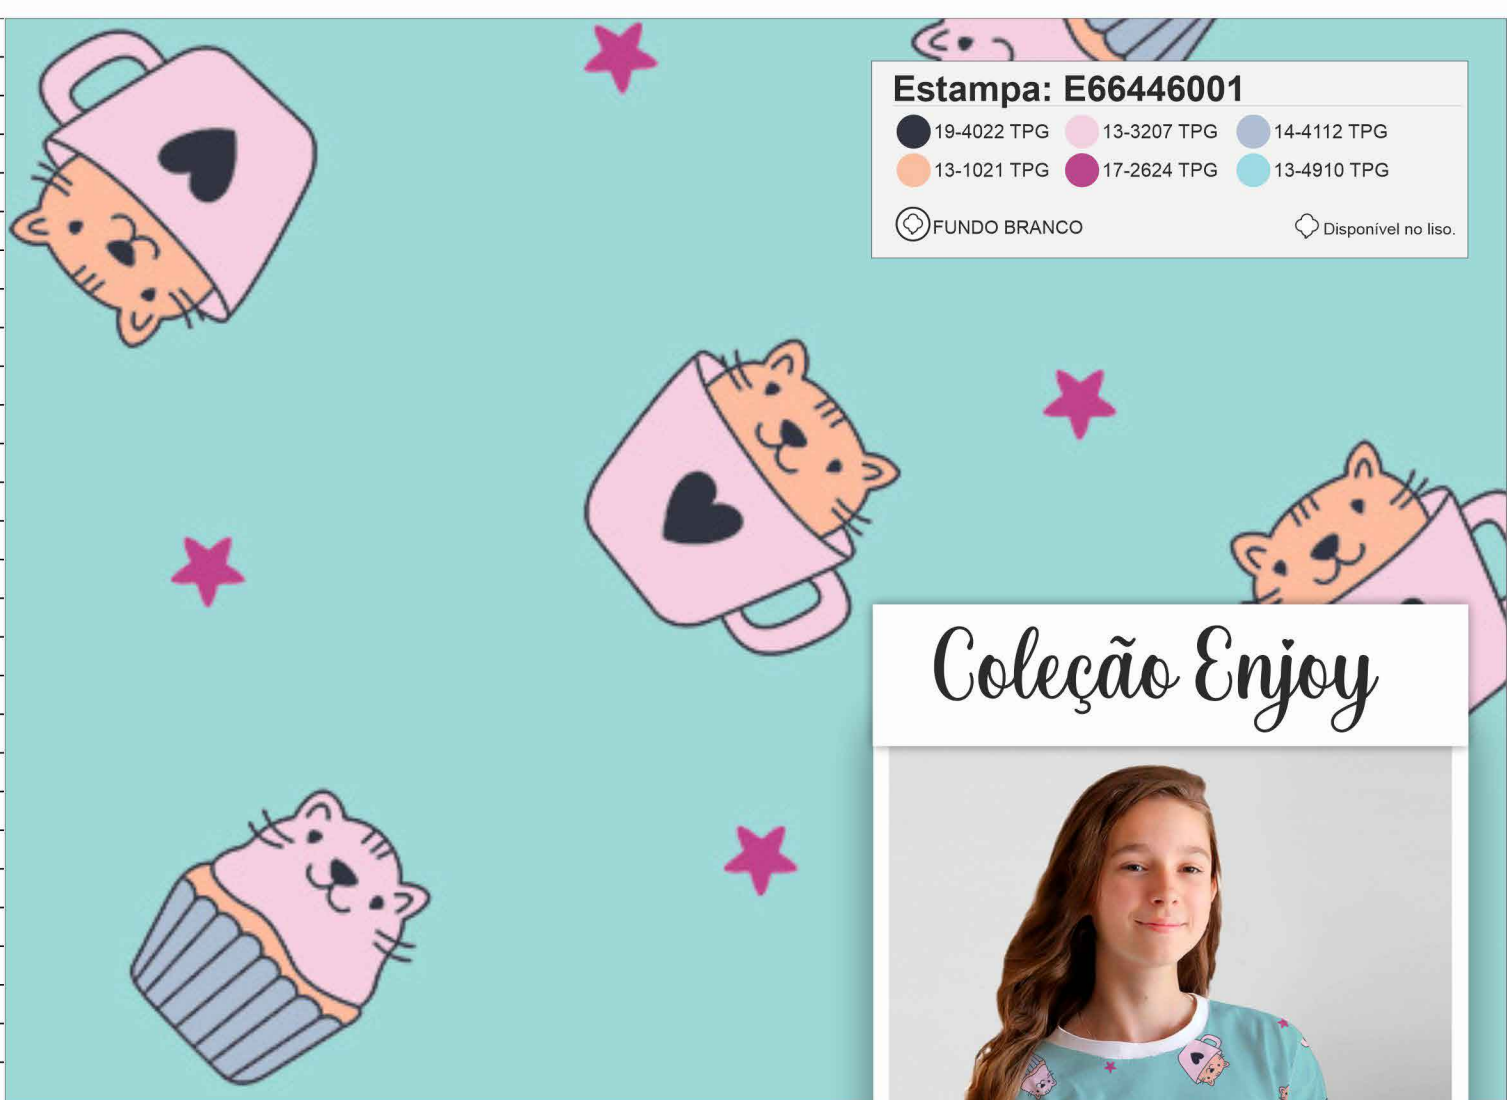 Estampa: E66446001
19-4022 TPG 13-3207 TPG 14-4112 TPG
13-1021 TPG 17-2624 TPG 13-4910 TPG
FUNDO BRANCO Disponível no liso.
Coleção Enjoy